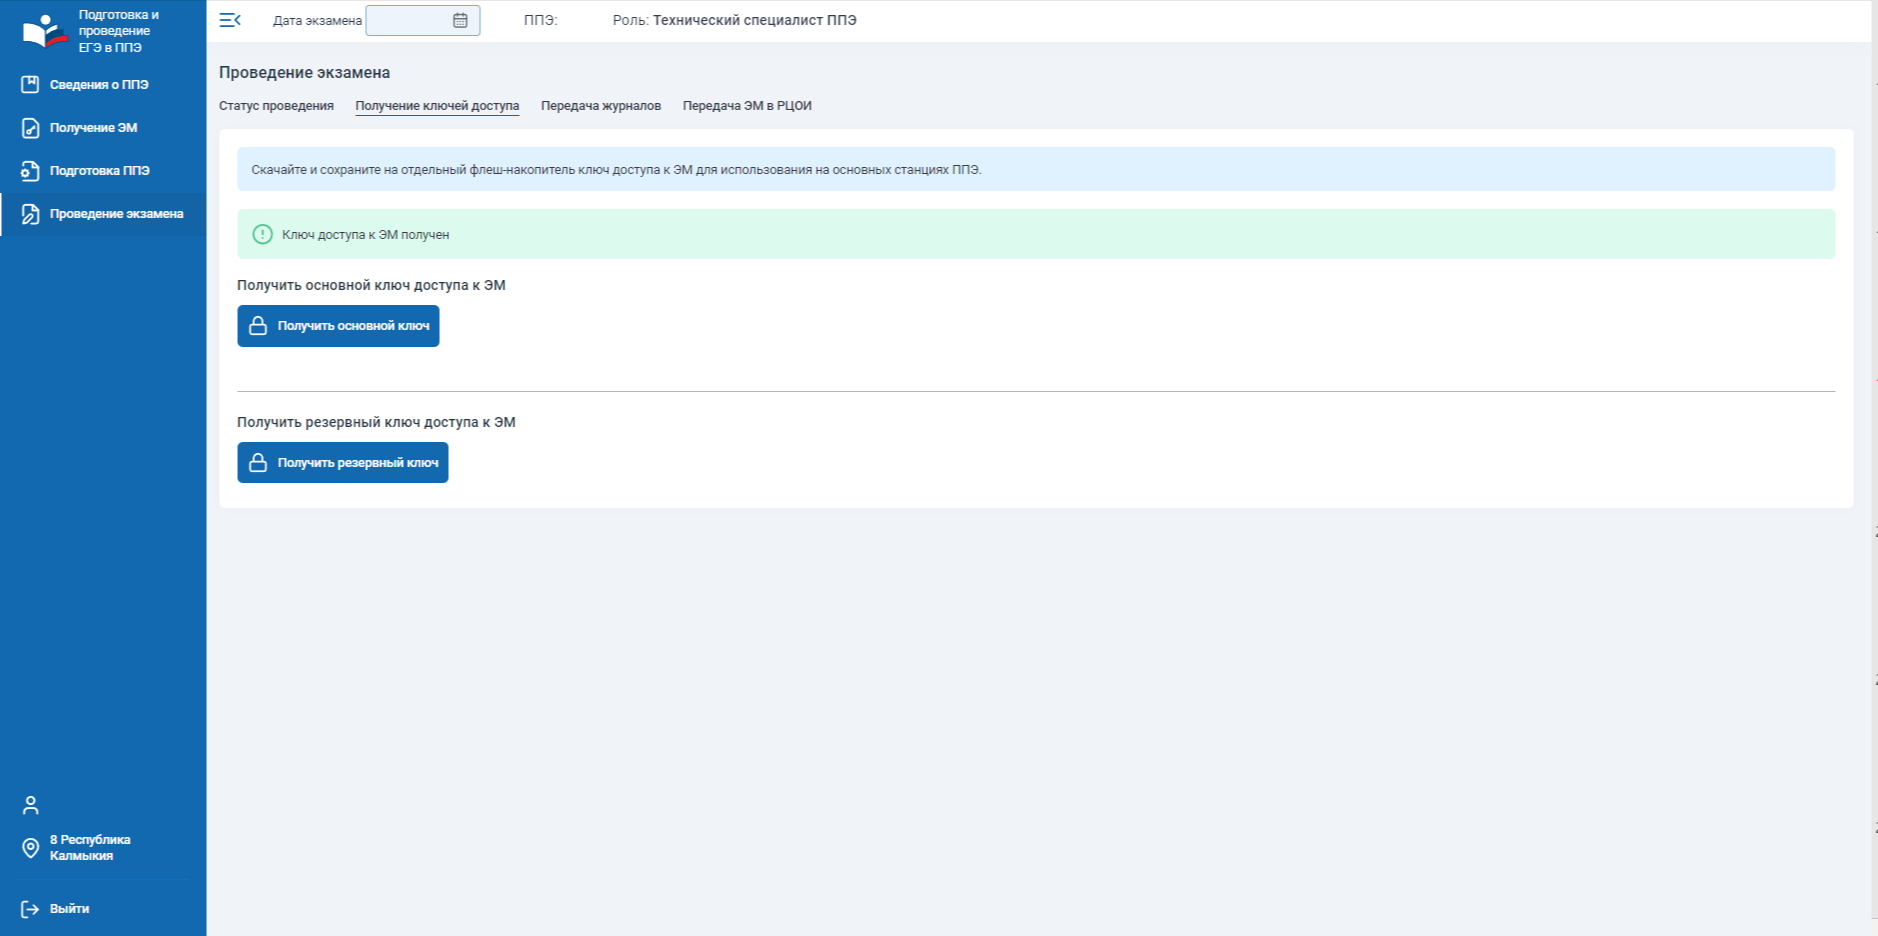 Подготовка и
проведение
ЕГЭ в ППЭ
Сведения о ППЭ
Получение ЭМ
Подготовка ППЭ
Проведение экзамена
8 Республика
Калмыкия
Выйти
Дата экзамена ППЭ: Роль: Технический специалист ППЭ
Проведение экзамена
Статус проведения Получение ключей доступа Передача журналов Передача ЭМ в РЦОИ
Скачайте и сохраните на отдельный флеш-накопитель ключ доступа к ЭМ для использования на основных станциях ППЭ.
Ключ доступа к ЭМ получен
Получить основной ключ доступа к ЭМ
Получить основной ключ
Получить резервный ключ доступа к ЭМ
Получить резервный ключ